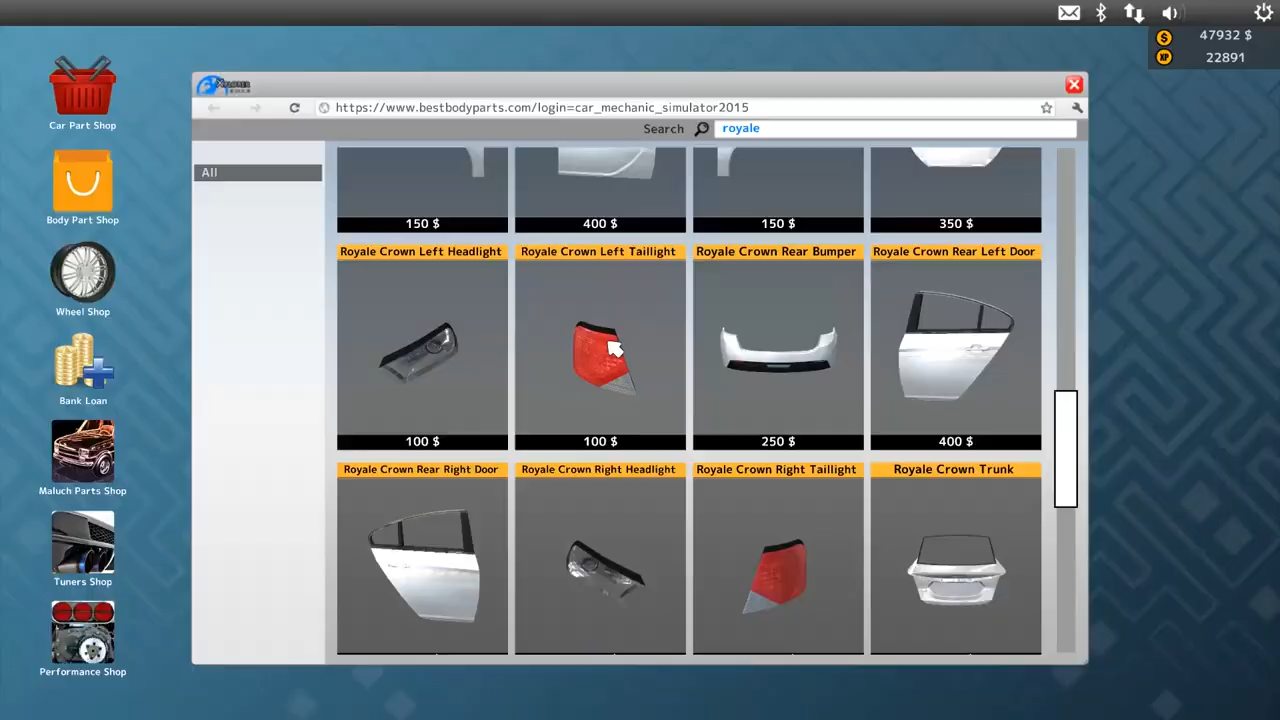 47932 $
22891
Car Part Shop
Body Part Shop
Wheel Shop
Bank Loan
Maluch Parts Shop
Tuners Shop
Performance Shop
https://www.bestbodyparts.com/login=car_mechanic_simulator2015
Search royale
All
150 $ 400 $ 150 $ 350 $
Royale Crown Left Headlight Royale Crown Left Taillight Royale Crown Rear Bumper Royale Crown Rear Left Door
100 $ 100 $ 250 $ 400 $
Royale Crown Rear Right Door Royale Crown Right Headlight Royale Crown Right Taillight Royale Crown Trunk